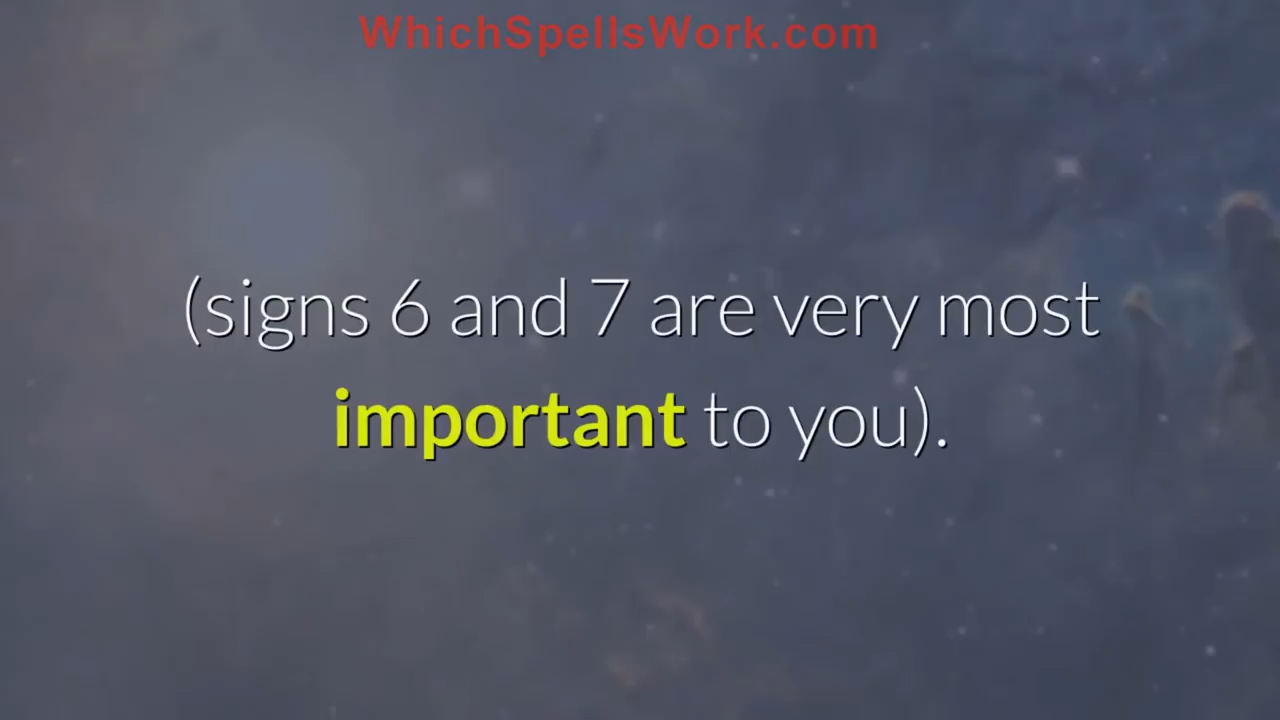 WhichSpellsWork.com
(signs 6 and 7 are very most
important to you).